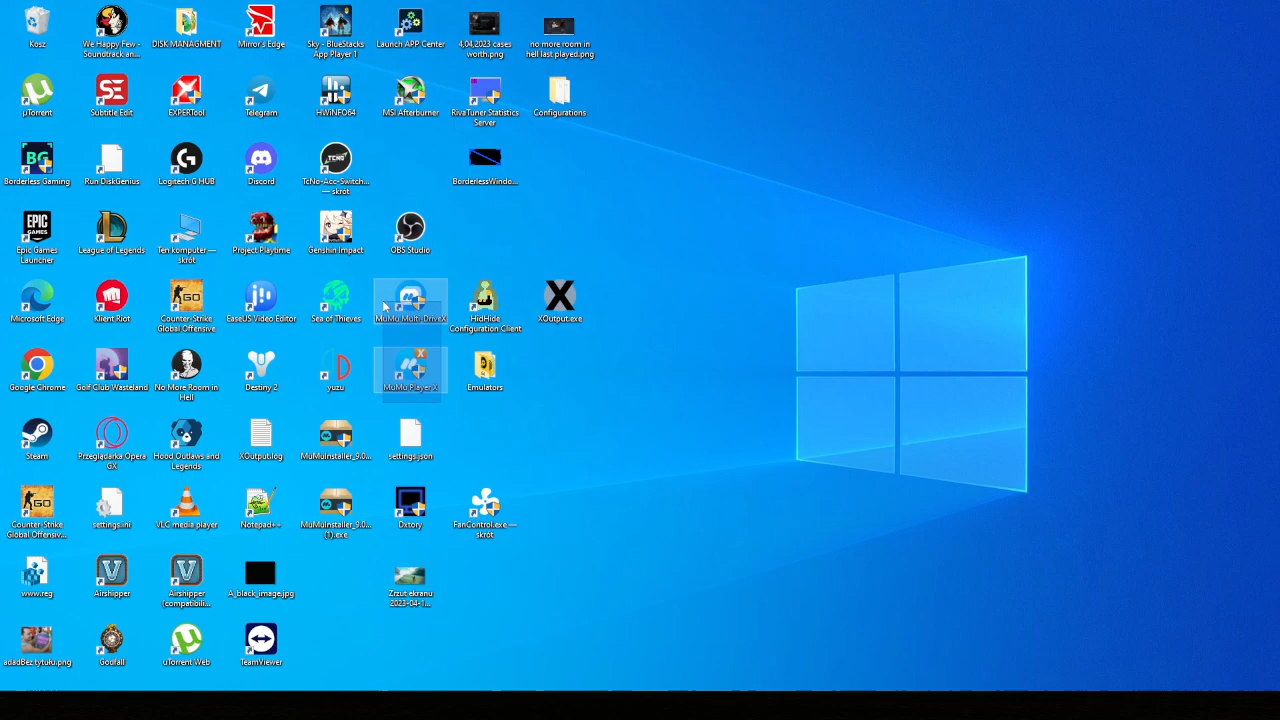 Kosz
We Happy Few -
Soundtrack an...
DISK MANAGMENT
Mirror's Edge
Sky - BlueStacks
App Player 1
Launch APP Center
4,04,2023 cases
worth.png
no more room in
hell last played.png
µTorrent
Subtitle Edit
EXPERTool
Telegram
HWiNFO64
MSI Afterburner
RivaTuner Statistics
Server
Configurations
Borderless Gaming
Run DiskGenius
Logitech G HUB
Discord
TcNo-Acc-Switch...
— skrót
BorderlessWindo...
Epic Games
Launcher
League of Legends
Ten komputer —
skrót
Project Playtime
Genshin Impact
OBS Studio
Microsoft Edge
Klient Riot
Counter-Strike
Global Offensive
EaseUS Video Editor
Sea of Thieves
MuMu Multi-DriveX
HidHide
Configuration Client
XOutput.exe
Google Chrome
Golf Club Wasteland
No More Room in
Hell
Destiny 2
yuzu
MuMu Player X
Emulators
Steam
Przeglądarka Opera
GX
Hood Outlaws and
Legends
XOutput.log
MuMuInstaller_9.0...
settings.json
Counter-Strike
Global Offensiv...
settings.ini
VLC media player
Notepad++
MuMuInstaller_9.0...
(1).exe
Dxtory
FanControl.exe —
skrót
www.reg
Airshipper
Airshipper
(compatibili...
A_black_image.jpg
Zrzut ekranu
2023-04-1...
adadBez tytułu.png
Godfall
uTorrent Web
TeamViewer